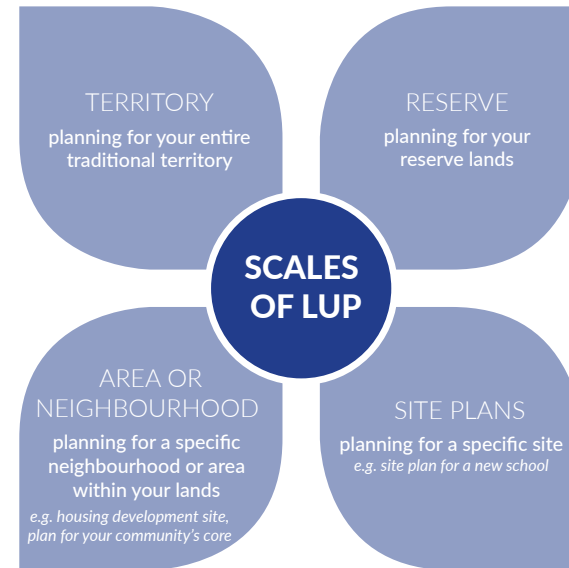 TERRITORY
planning for your entire
traditional territory
RESERVE
planning for your
reserve lands
SCALES
OF LUP
AREA OR
NEIGHBOURHOOD
planning for a specific
neighbourhood or area
within your lands
e.g. housing development site,
plan for your community's core
SITE PLANS
planning for a specific site
e.g. site plan for a new school